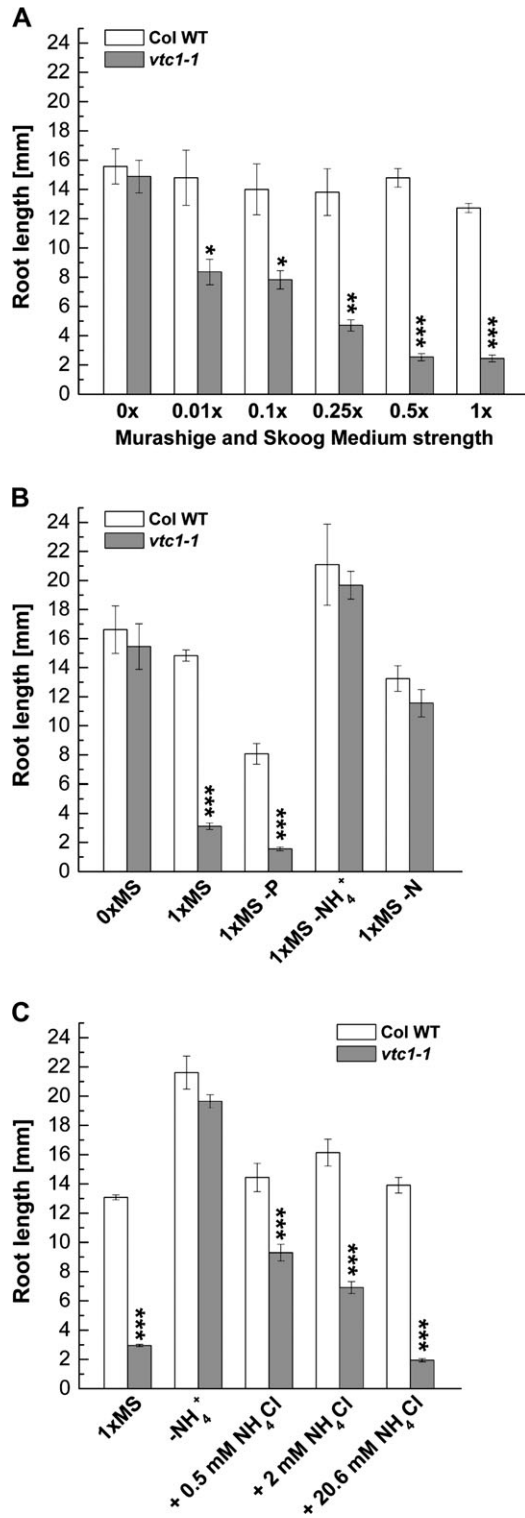 A
Col WT
vtc1-1
Root length [mm]
24
22
20
18
16
14
12
10
8
6
4
2
0
*
*
**
***
***
0x 0.01x 0.1x 0.25x 0.5x 1x
Murashige and Skoog Medium strength
B
Col WT
vtc1-1
Root length [mm]
24
22
20
18
16
14
12
10
8
6
4
2
0
***
***
0xMS
1xMS
1xMS -P
1xMS -NH₄⁺
1xMS -N
C
Col WT
vtc1-1
Root length [mm]
24
22
20
18
16
14
12
10
8
6
4
2
0
***
***
***
***
1xMS
-NH₄⁺
+ 0.5 mM NH₄Cl
+ 2 mM NH₄Cl
+ 20.6 mM NH₄Cl